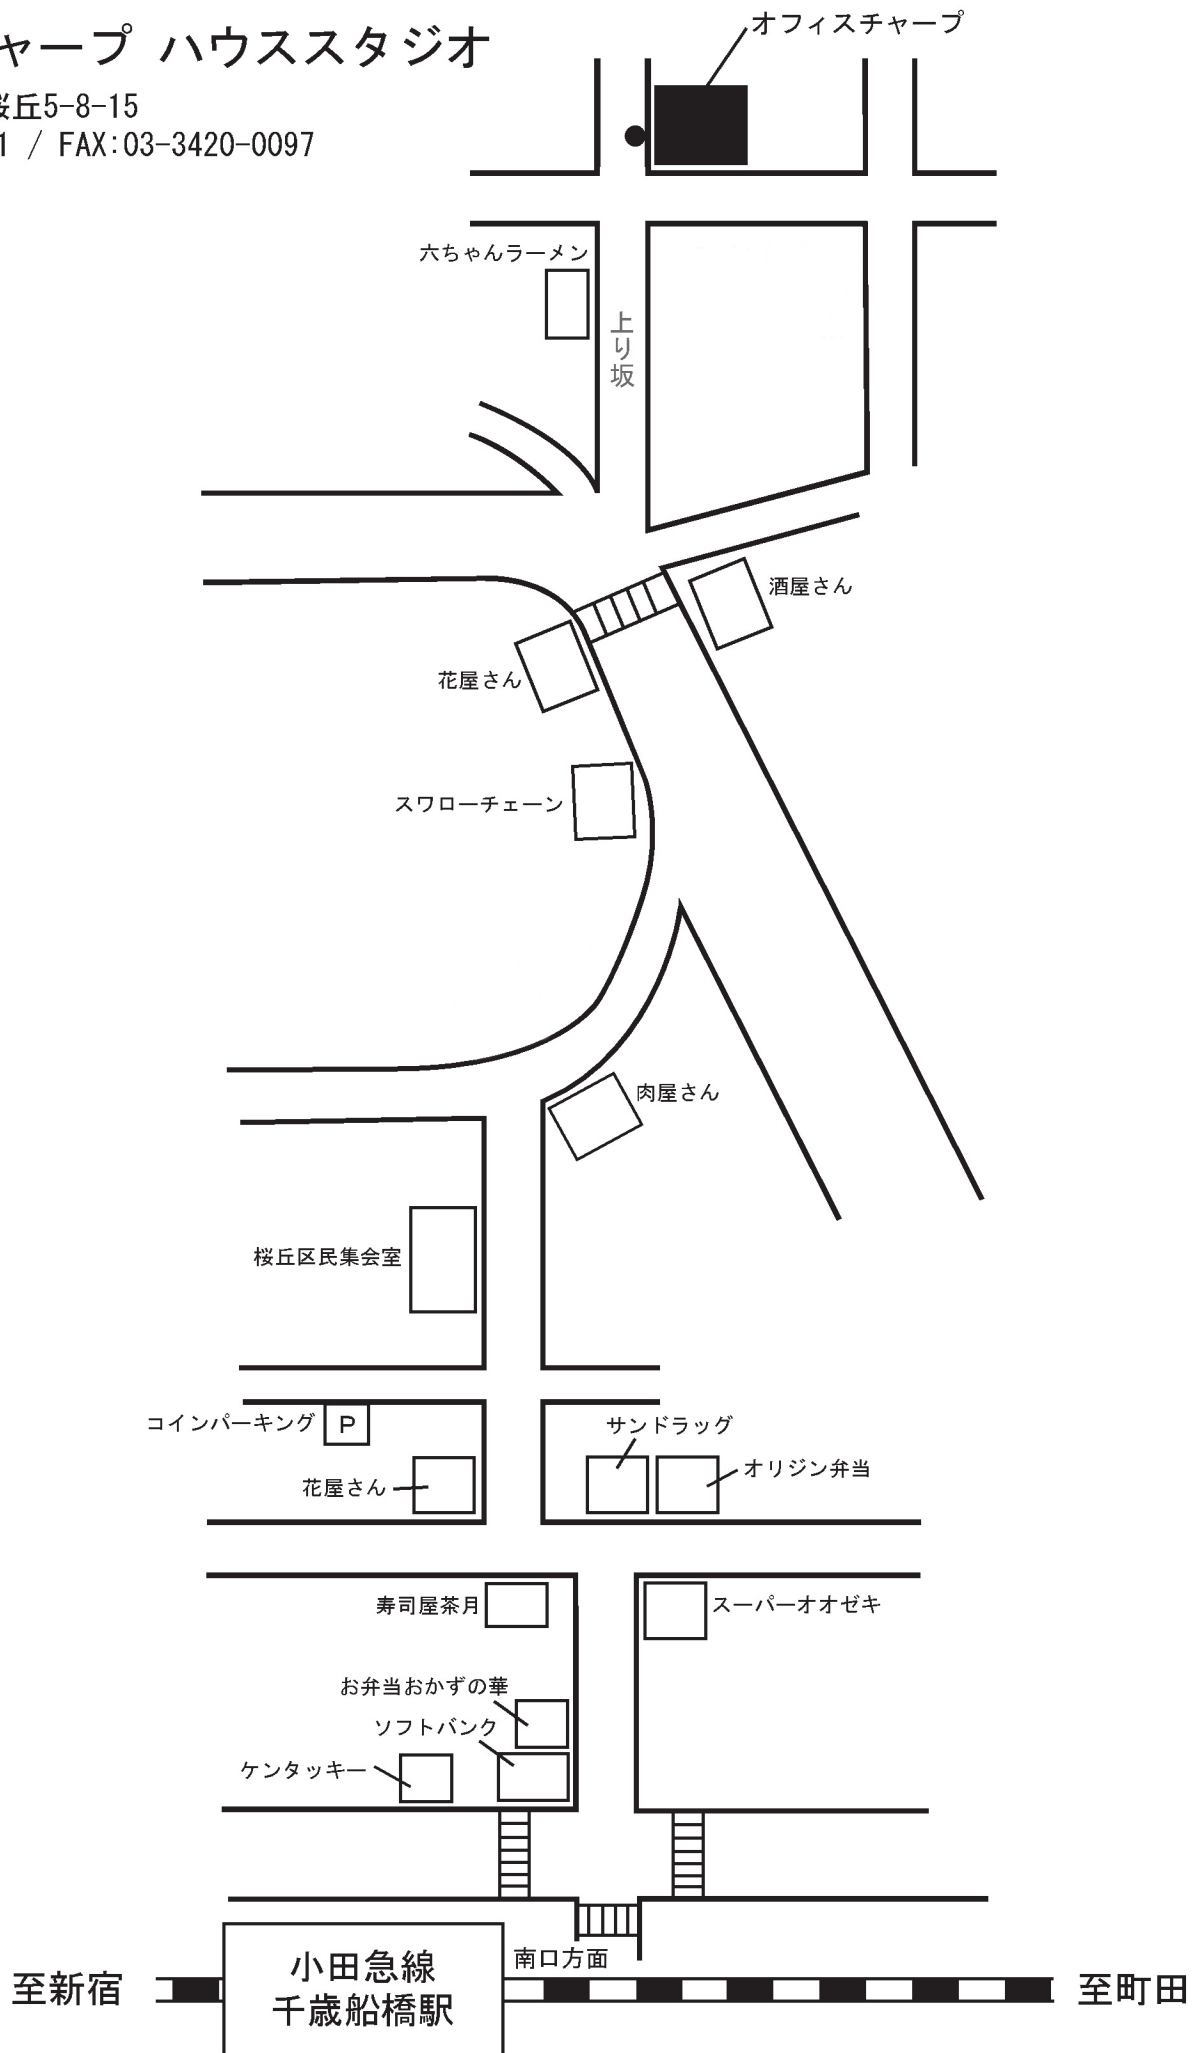 ャープ ハウススタジオ
桜丘5-8-15
1 / FAX:03-3420-0097
オフィスチャープ
六ちゃんラーメン
上り坂
酒屋さん
花屋さん
スワローチェーン
肉屋さん
桜丘区民集会室
コインパーキング
P
サンドラッグ
花屋さん
オリジン弁当
寿司屋茶月
スーパーオオゼキ
お弁当おかずの華
ソフトバンク
ケンタッキー
南口方面
小田急線
千歳船橋駅
至新宿
至町田